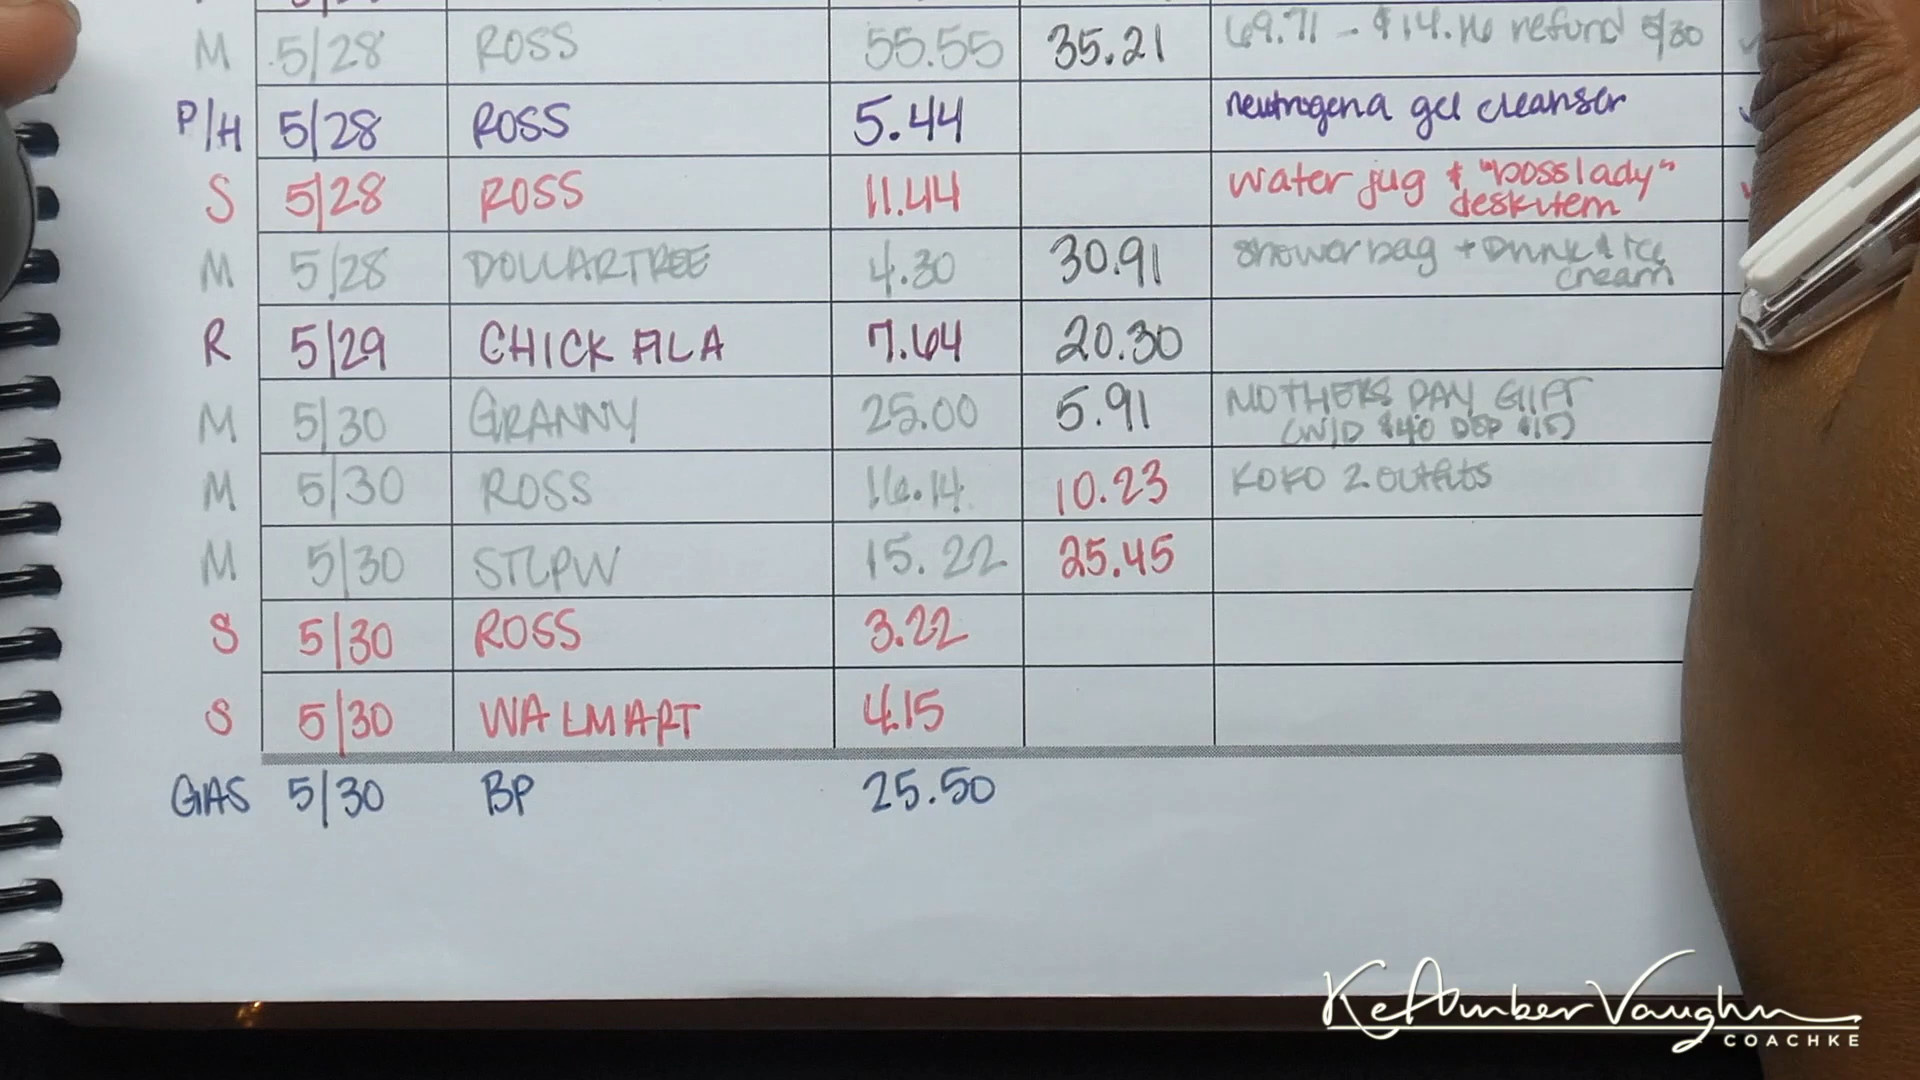 M 5/28 ROSS 55.55 35.21 69.71 - $14.16 refund 5/30
P/H 5/28 ROSS 5.44 neutrogena gel cleanser
S 5/28 ROSS 11.44 water jug & "boss lady"
desk item
M 5/28 DOLLARTREE 4.30 30.91 shower bag + Drink & ice
cream
R 5/29 CHICK FIL A 7.64 20.30
M 5/30 GRANNY 25.00 5.91 MOTHERS DAY GIFT
(W/D $40 DEP $15)
M 5/30 ROSS 16.14 10.23 KOKO 2 outfits
M 5/30 STLPW 15.22 25.45
S 5/30 ROSS 3.22
S 5/30 WALMART 4.15
GAS 5/30 BP 25.50
KeAmber Vaughn
COACHKE